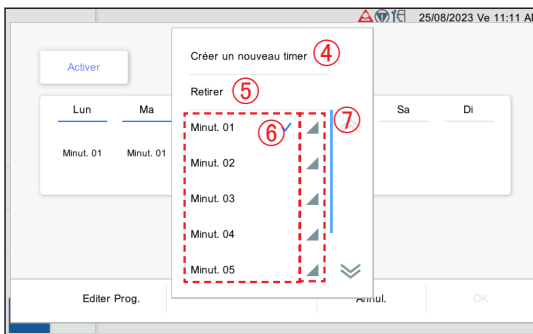 25/08/2023 Ve 11:11 AM
Créer un nouveau timer ④
Activer
Retirer ⑤
Lun Ma Sa Di
Minut. 01 ⑥ ⑦
Minut. 01 Minut. 01
Minut. 02
Minut. 03
Minut. 04
Minut. 05
Editer Prog. Annul. OK